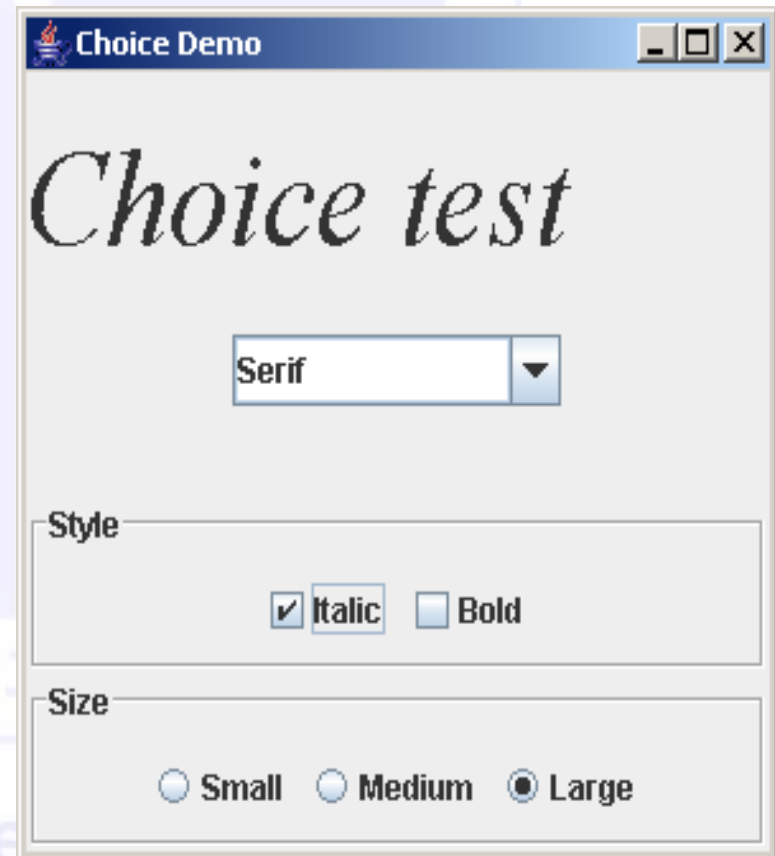 Choice Demo
Choice test
Serif
Style
Italic Bold
Size
Small Medium Large